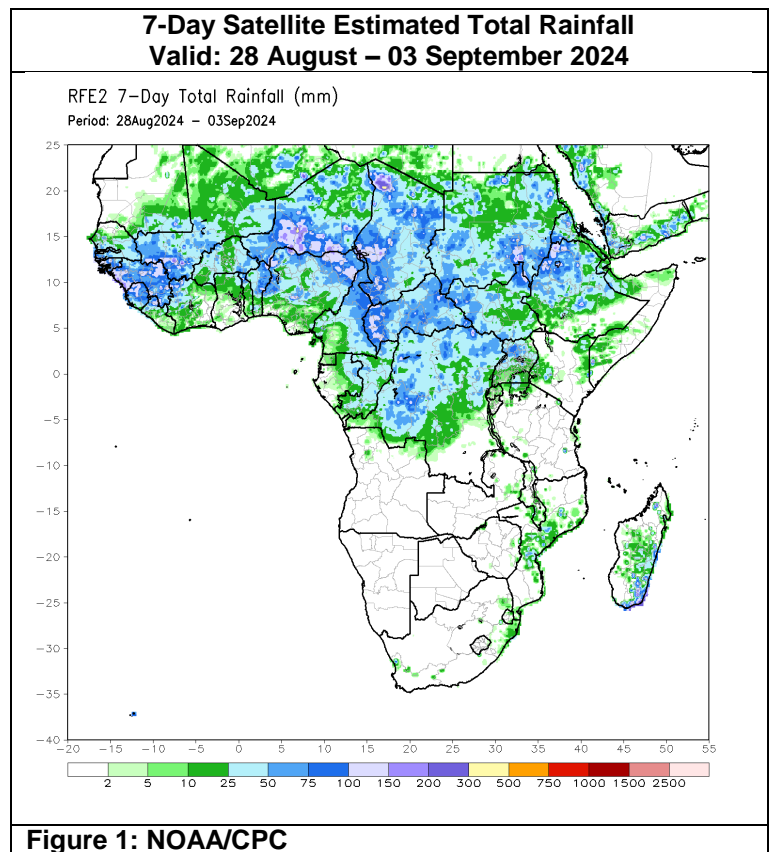 7-Day Satellite Estimated Total Rainfall
Valid: 28 August – 03 September 2024
RFE2 7-Day Total Rainfall (mm)
Period: 28Aug2024 – 03Sep2024
25
20
15
10
5
0
-5
-10
-15
-20
-25
-30
-35
-40
-20 -15 -10 -5 0 5 10 15 20 25 30 35 40 45 50 55
2 5 10 25 50 75 100 150 200 300 500 750 1000 1500 2500
Figure 1: NOAA/CPC